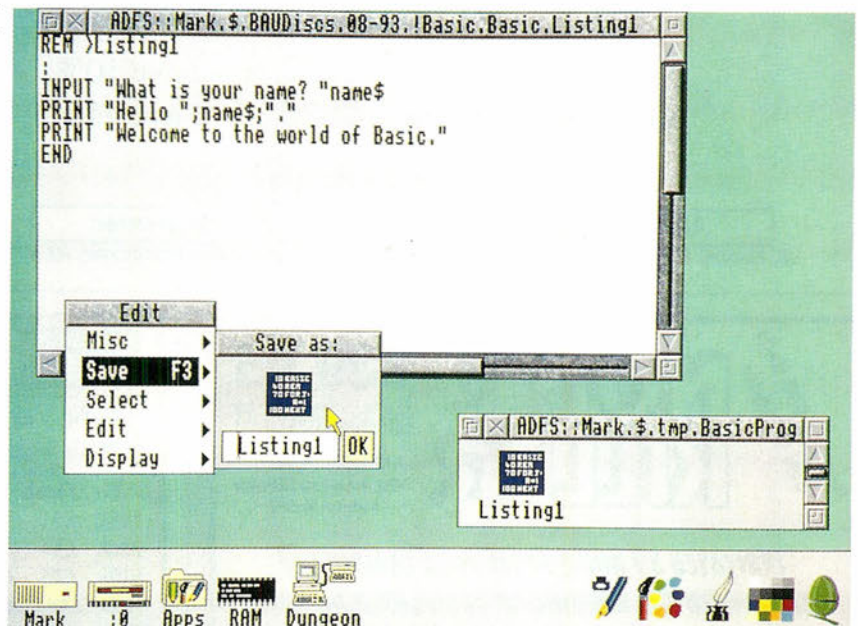 ADFS::Mark.$.BAUDiscs.08-93.!Basic.Basic.Listing1
REM >Listing1
:
INPUT "What is your name? "name$
PRINT "Hello ";name$;"."
PRINT "Welcome to the world of Basic."
END
Edit
Misc
Save F3
Select
Edit
Display
Save as:
Listing1 OK
ADFS::Mark.$.tmp.BasicProg
Listing1
Mark :0 Apps RAM Dungeon